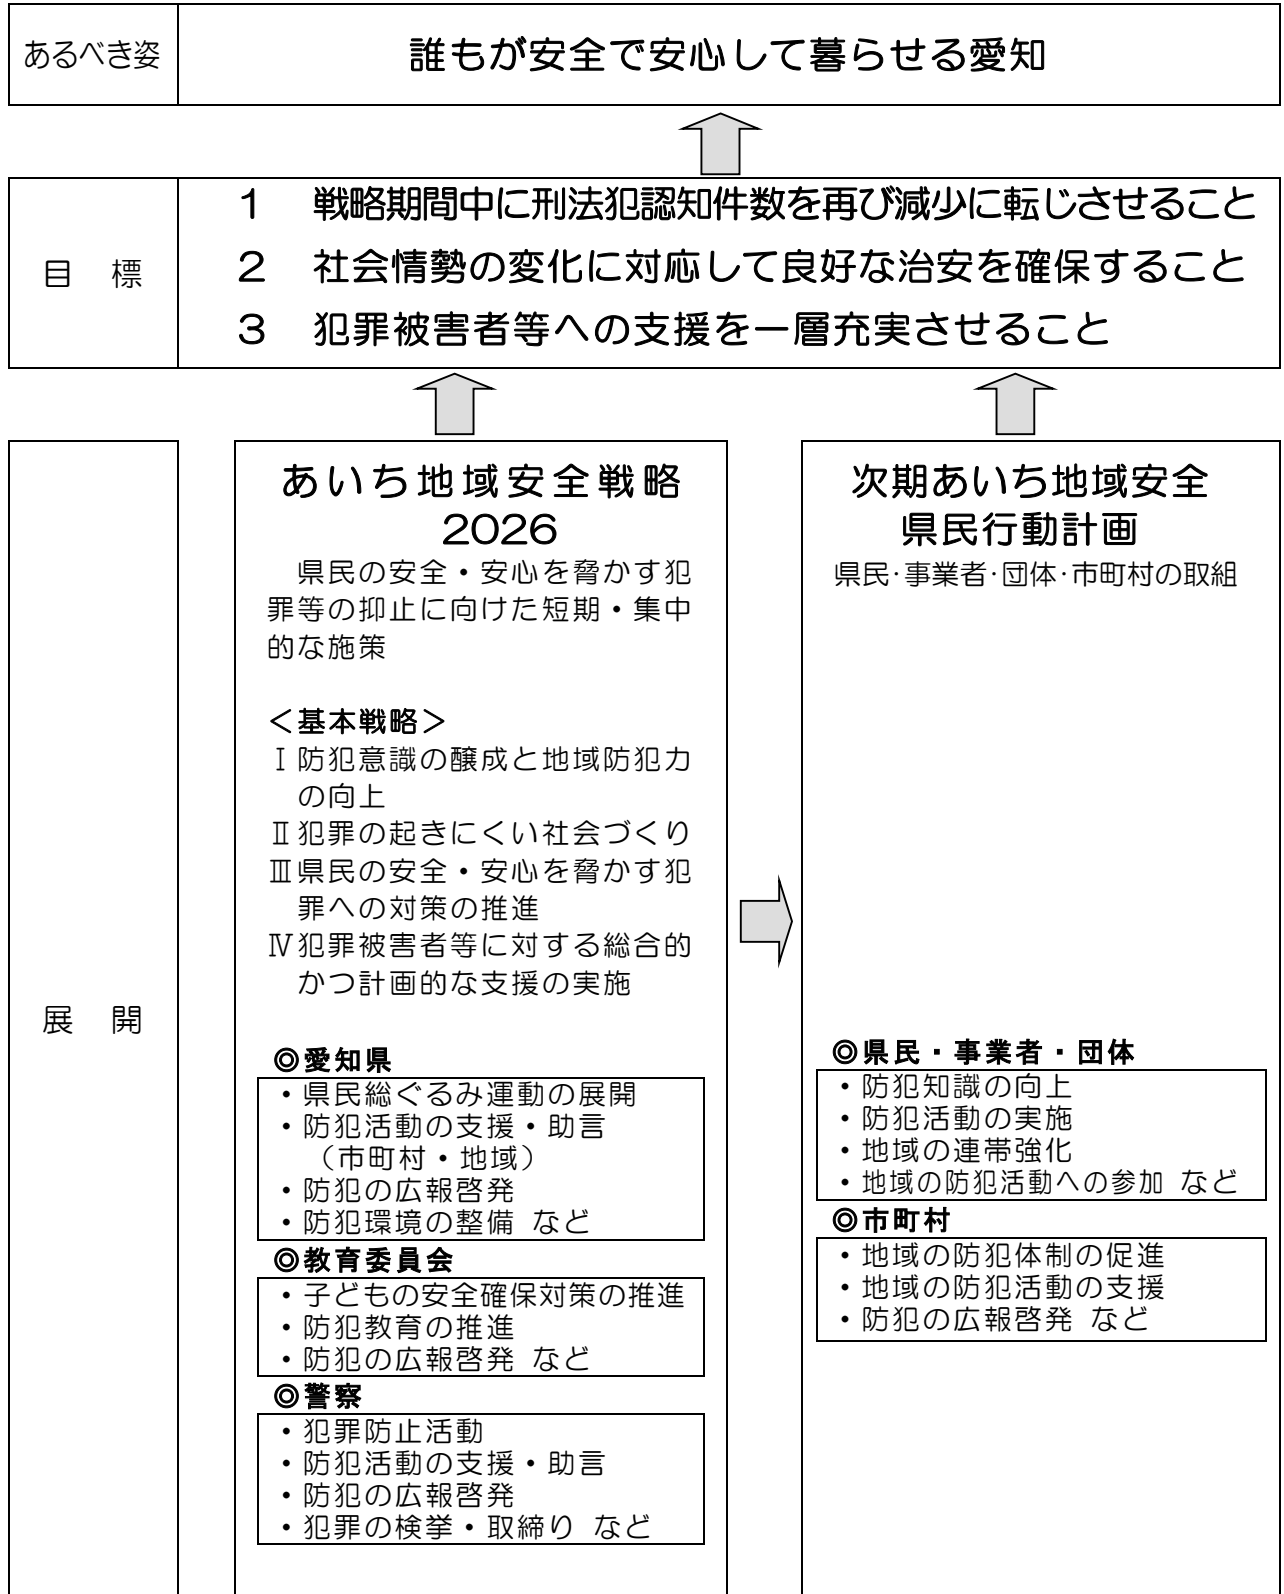 あるべき姿
誰もが安全で安心して暮らせる愛知
目　標
１　戦略期間中に刑法犯認知件数を再び減少に転じさせること
２　社会情勢の変化に対応して良好な治安を確保すること
３　犯罪被害者等への支援を一層充実させること
展　開
あいち地域安全戦略
2026
県民の安全・安心を脅かす犯
罪等の抑止に向けた短期・集中
的な施策
＜基本戦略＞
Ⅰ防犯意識の醸成と地域防犯力
の向上
Ⅱ犯罪の起きにくい社会づくり
Ⅲ県民の安全・安心を脅かす犯
罪への対策の推進
Ⅳ犯罪被害者等に対する総合的
かつ計画的な支援の実施
◎愛知県
・県民総ぐるみ運動の展開
・防犯活動の支援・助言
（市町村・地域）
・防犯の広報啓発
・防犯環境の整備 など
◎教育委員会
・子どもの安全確保対策の推進
・防犯教育の推進
・防犯の広報啓発 など
◎警察
・犯罪防止活動
・防犯活動の支援・助言
・防犯の広報啓発
・犯罪の検挙・取締り など
次期あいち地域安全
県民行動計画
県民・事業者・団体・市町村の取組
◎県民・事業者・団体
・防犯知識の向上
・防犯活動の実施
・地域の連帯強化
・地域の防犯活動への参加 など
◎市町村
・地域の防犯体制の促進
・地域の防犯活動の支援
・防犯の広報啓発 など